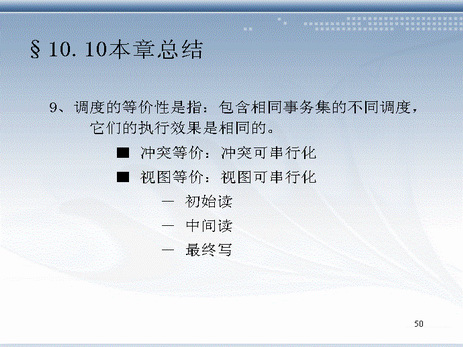 §10.10本章总结
9、调度的等价性是指：包含相同事务集的不同调度，
它们的执行效果是相同的。
■ 冲突等价：冲突可串行化
■ 视图等价：视图可串行化
— 初始读
— 中间读
— 最终写
50